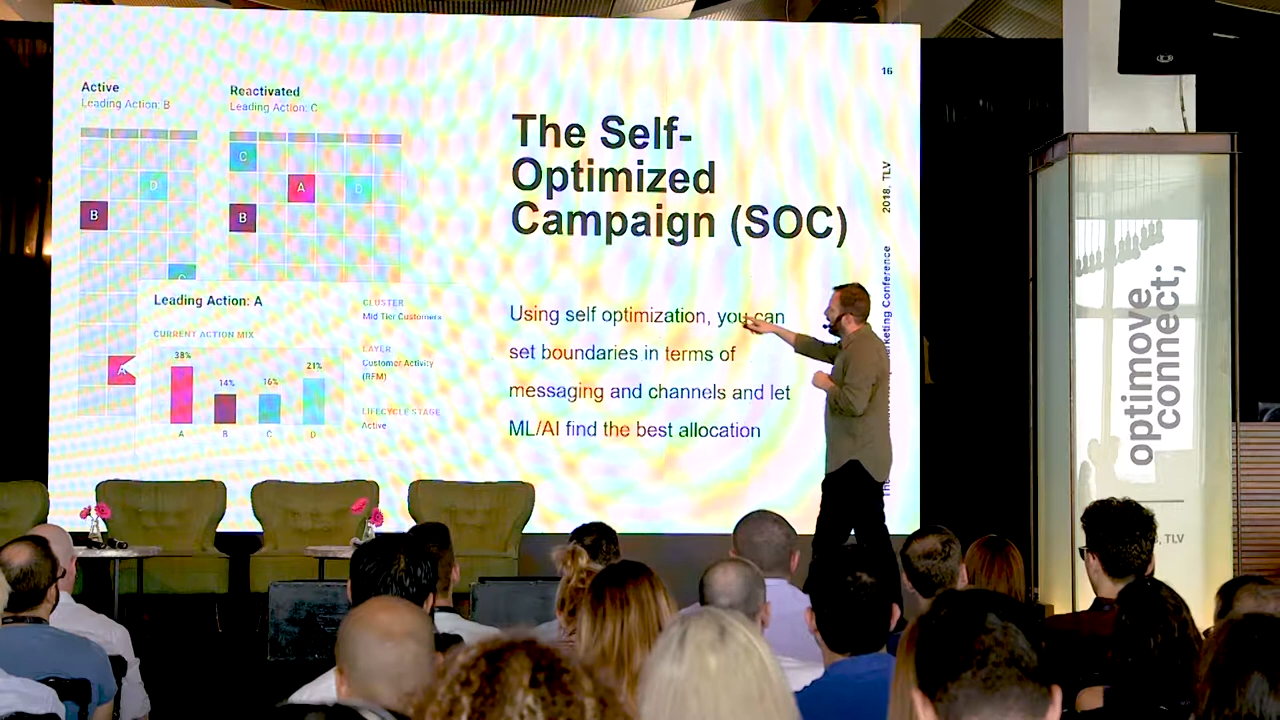 16
Active
Leading Action: B
Reactivated
Leading Action: C
C
D
A
D
B
B
C
A
The Self-
Optimized
Campaign (SOC)
Using self optimization, you can
set boundaries in terms of
messaging and channels and let
ML/AI find the best allocation
Leading Action: A
CURRENT ACTION MIX
38%
14%
16%
21%
A
B
C
D
CLUSTER
Mid Tier Customers
LAYER
Customer Activity
(RFM)
LIFECYCLE STAGE
Active
The
Marketing Conference
2018, TLV
optimove
connect;
, TLV